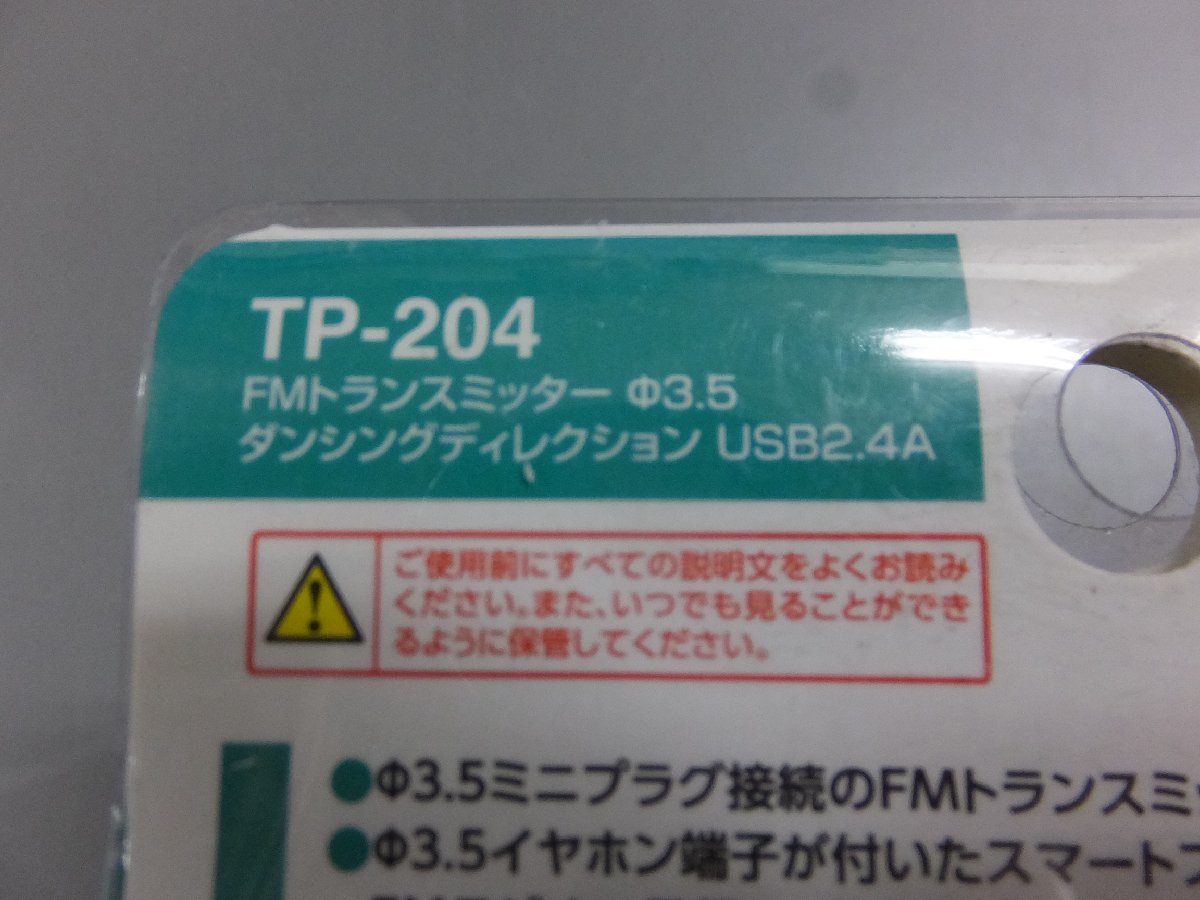 TP-204
FMトランスミッター Φ3.5
ダンシングディレクション USB2.4A
ご使用前にすべての説明文をよくお読み
ください。また、いつでも見ることができ
るように保管してください。
●Φ3.5ミニプラグ接続のFMトランスミッ
●Φ3.5イヤホン端子が付いたスマートフ